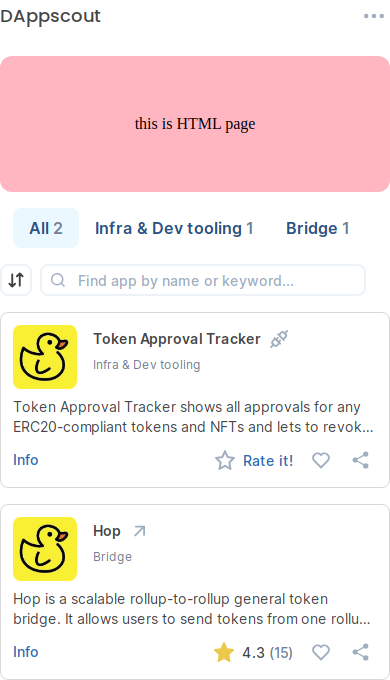 DAppscout
this is HTML page
All 2 Infra & Dev tooling 1 Bridge 1
Find app by name or keyword...
Token Approval Tracker
Infra & Dev tooling
Token Approval Tracker shows all approvals for any
ERC20-compliant tokens and NFTs and lets to revok...
Info Rate it!
Hop
Bridge
Hop is a scalable rollup-to-rollup general token
bridge. It allows users to send tokens from one rollu...
Info 4.3 (15)